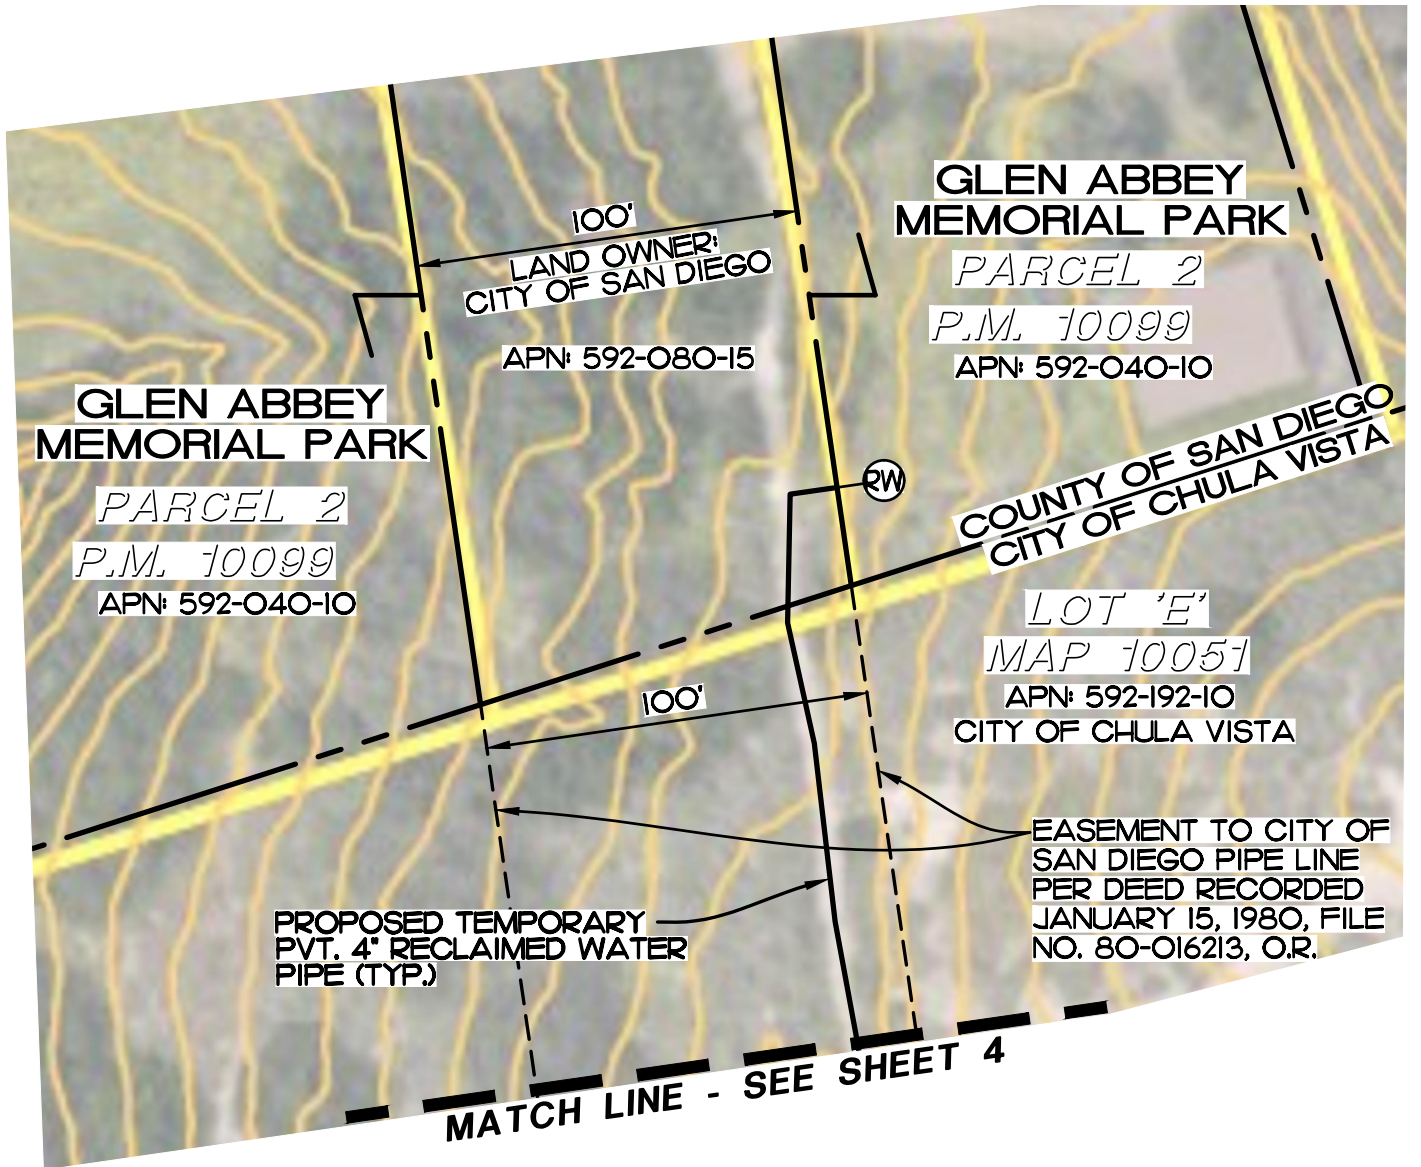 GLEN ABBEY
MEMORIAL PARK
PARCEL 2
P.M. 10099
APN: 592-040-10
100'
LAND OWNER:
CITY OF SAN DIEGO
APN: 592-080-15
GLEN ABBEY
MEMORIAL PARK
PARCEL 2
P.M. 10099
APN: 592-040-10
RW
COUNTY OF SAN DIEGO
CITY OF CHULA VISTA
LOT 'E'
MAP 10051
APN: 592-192-10
CITY OF CHULA VISTA
100'
EASEMENT TO CITY OF
SAN DIEGO PIPE LINE
PER DEED RECORDED
JANUARY 15, 1980, FILE
NO. 80-016213, O.R.
PROPOSED TEMPORARY
PVT. 4" RECLAIMED WATER
PIPE (TYP.)
MATCH LINE - SEE SHEET 4